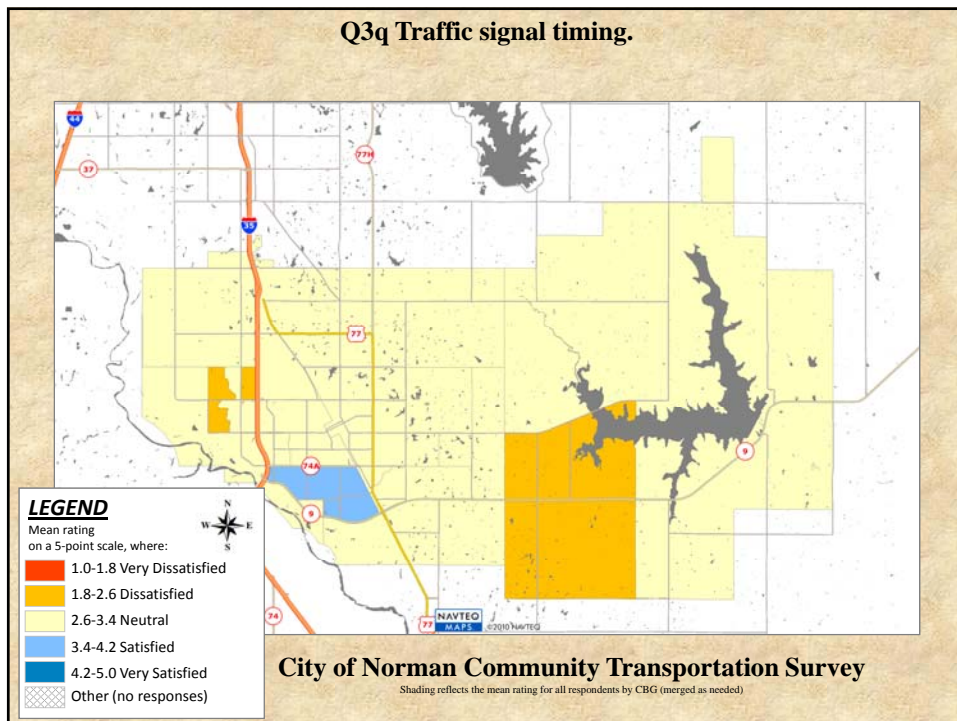 Q3q Traffic signal timing.
44
37
77H
35
77
74A
9
9
74
77
NAVTEQ
MAPS
©2010 NAVTEQ
LEGEND
Mean rating
on a 5-point scale, where:
1.0-1.8 Very Dissatisfied
1.8-2.6 Dissatisfied
2.6-3.4 Neutral
3.4-4.2 Satisfied
4.2-5.0 Very Satisfied
Other (no responses)
N
W E
S
City of Norman Community Transportation Survey
Shading reflects the mean rating for all respondents by CBG (merged as needed)